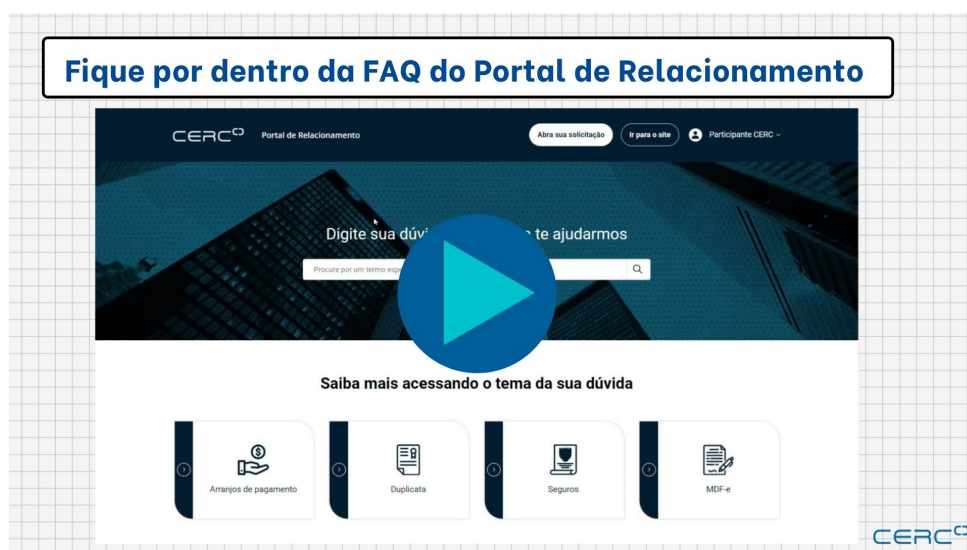 Fique por dentro da FAQ do Portal de Relacionamento
CERC Portal de Relacionamento Abra sua solicitação Ir para o site Participante CERC
Digite sua te ajudarmos
Procure por um termo
Saiba mais acessando o tema da sua dúvida
Arranjos de pagamento Duplicata Seguros MDF-e
CERC